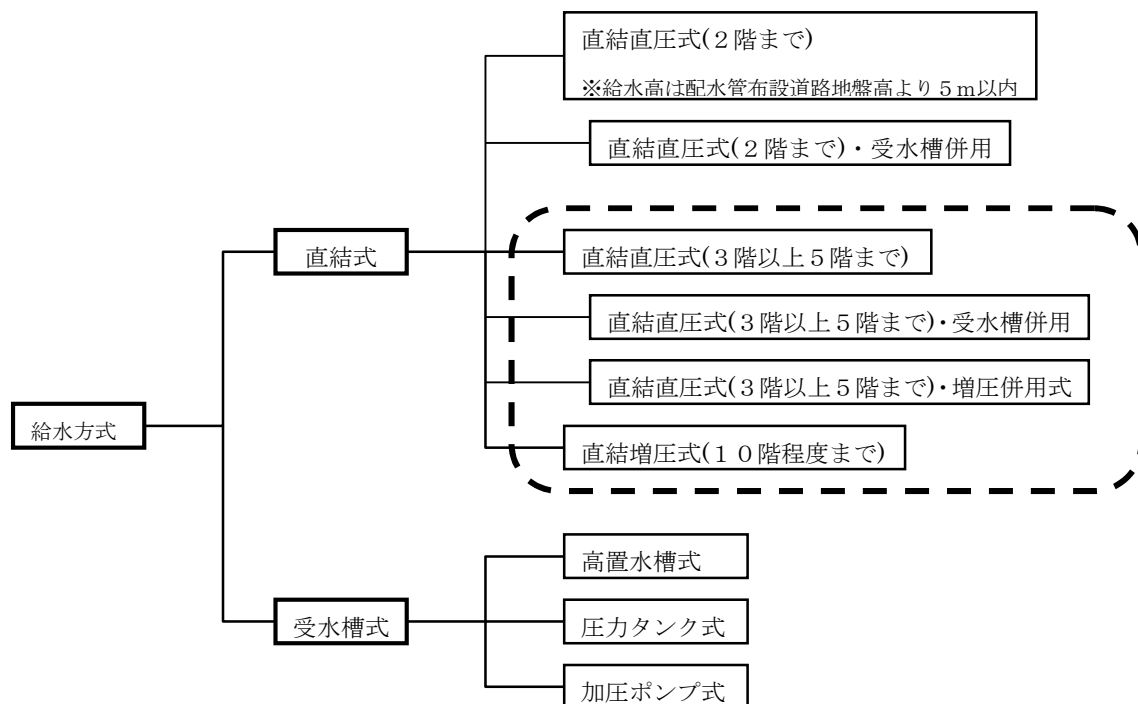 直結直圧式(２階まで)
※給水高は配水管布設道路地盤高より５ｍ以内
直結直圧式(２階まで)・受水槽併用
直結式
直結直圧式(３階以上５階まで)
直結直圧式(３階以上５階まで)・受水槽併用
直結直圧式(３階以上５階まで)・増圧併用式
給水方式
直結増圧式(１０階程度まで)
高置水槽式
受水槽式
圧力タンク式
加圧ポンプ式